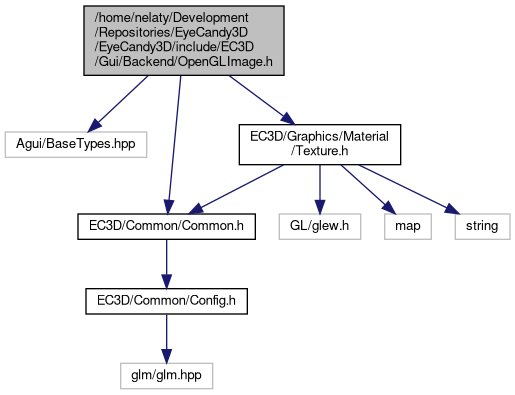 /home/nelaty/Development
/Repositories/EyeCandy3D
/EyeCandy3D/include/EC3D
/Gui/Backend/OpenGLImage.h
Agui/BaseTypes.hpp
EC3D/Graphics/Material
/Texture.h
EC3D/Common/Common.h
GL/glew.h
map
string
EC3D/Common/Config.h
glm/glm.hpp